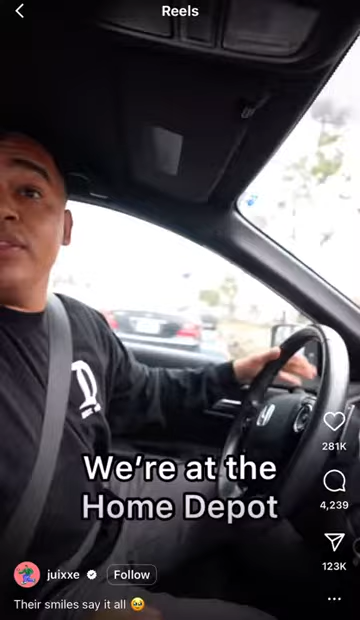 Reels
We're at the
Home Depot
281K
4,239
123K
juixxe
Follow
Their smiles say it all 🥹